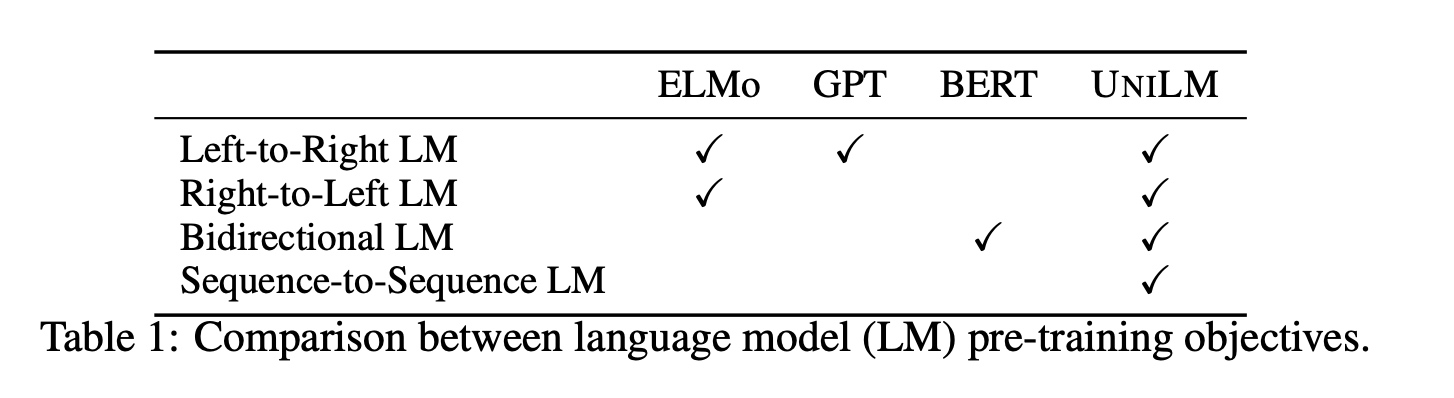 ELMo GPT BERT UNILM
Left-to-Right LM ✓ ✓ ✓
Right-to-Left LM ✓ ✓
Bidirectional LM ✓ ✓
Sequence-to-Sequence LM ✓
Table 1: Comparison between language model (LM) pre-training objectives.